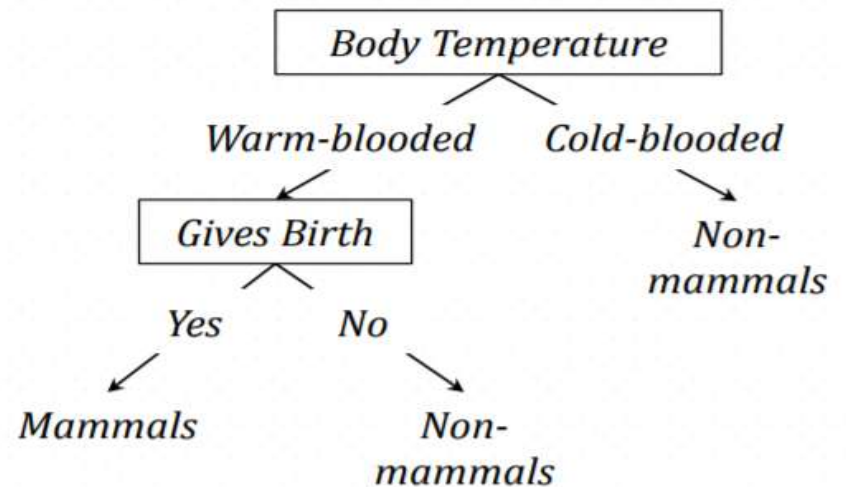 Body Temperature
Warm-blooded Cold-blooded
Gives Birth
Non-
mammals
Yes No
Mammals
Non-
mammals